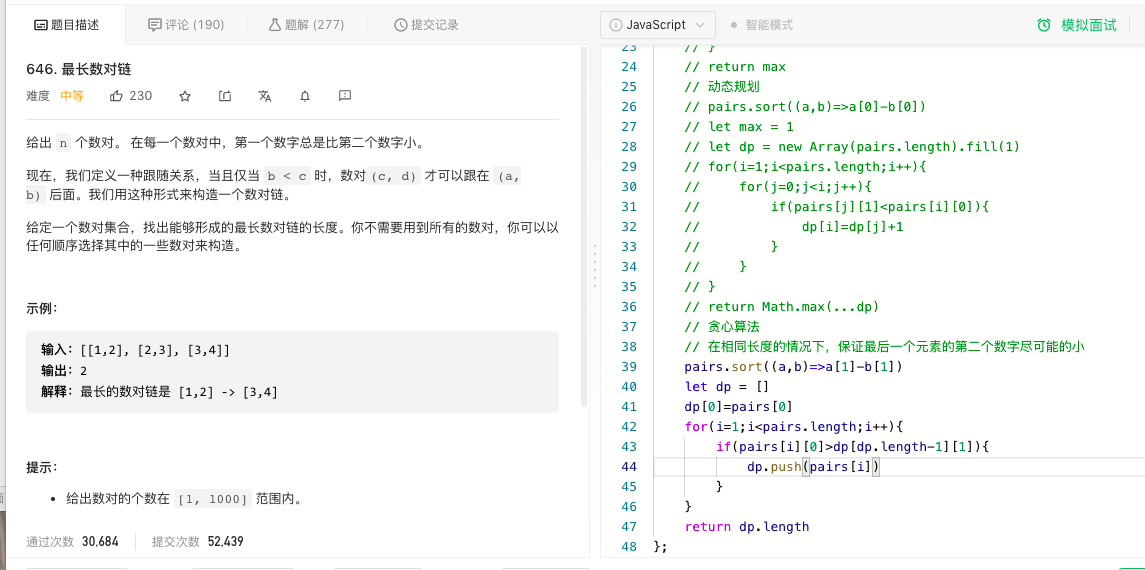 题目描述
评论 (190)
题解 (277)
提交记录
646. 最长数对链
难度 中等 230
给出 n 个数对。 在每一个数对中，第一个数字总是比第二个数字小。
现在，我们定义一种跟随关系，当且仅当 b < c 时，数对(c, d) 才可以跟在 (a,
b) 后面。我们用这种形式来构造一个数对链。
给定一个数对集合，找出能够形成的最长数对链的长度。你不需要用到所有的数对，你可以以
任何顺序选择其中的一些数对来构造。
示例：
输入：[[1,2], [2,3], [3,4]]
输出：2
解释：最长的数对链是 [1,2] -> [3,4]
提示：
• 给出数对的个数在 [1, 1000] 范围内。
通过次数 30,684 提交次数 52,439
JavaScript
智能模式
模拟面试
23 // }
24 // return max
25 // 动态规划
26 // pairs.sort((a,b)=>a[0]-b[0])
27 // let max = 1
28 // let dp = new Array(pairs.length).fill(1)
29 // for(i=1;i<pairs.length;i++){
30 //     for(j=0;j<i;j++){
31 //         if(pairs[j][1]<pairs[i][0]){
32 //             dp[i]=dp[j]+1
33 //         }
34 //     }
35 // }
36 // return Math.max(...dp)
37 // 贪心算法
38 // 在相同长度的情况下，保证最后一个元素的第二个数字尽可能的小
39 pairs.sort((a,b)=>a[1]-b[1])
40 let dp = []
41 dp[0]=pairs[0]
42 for(i=1;i<pairs.length;i++){
43     if(pairs[i][0]>dp[dp.length-1][1]){
44         dp.push(pairs[i])
45     }
46 }
47 return dp.length
48 };